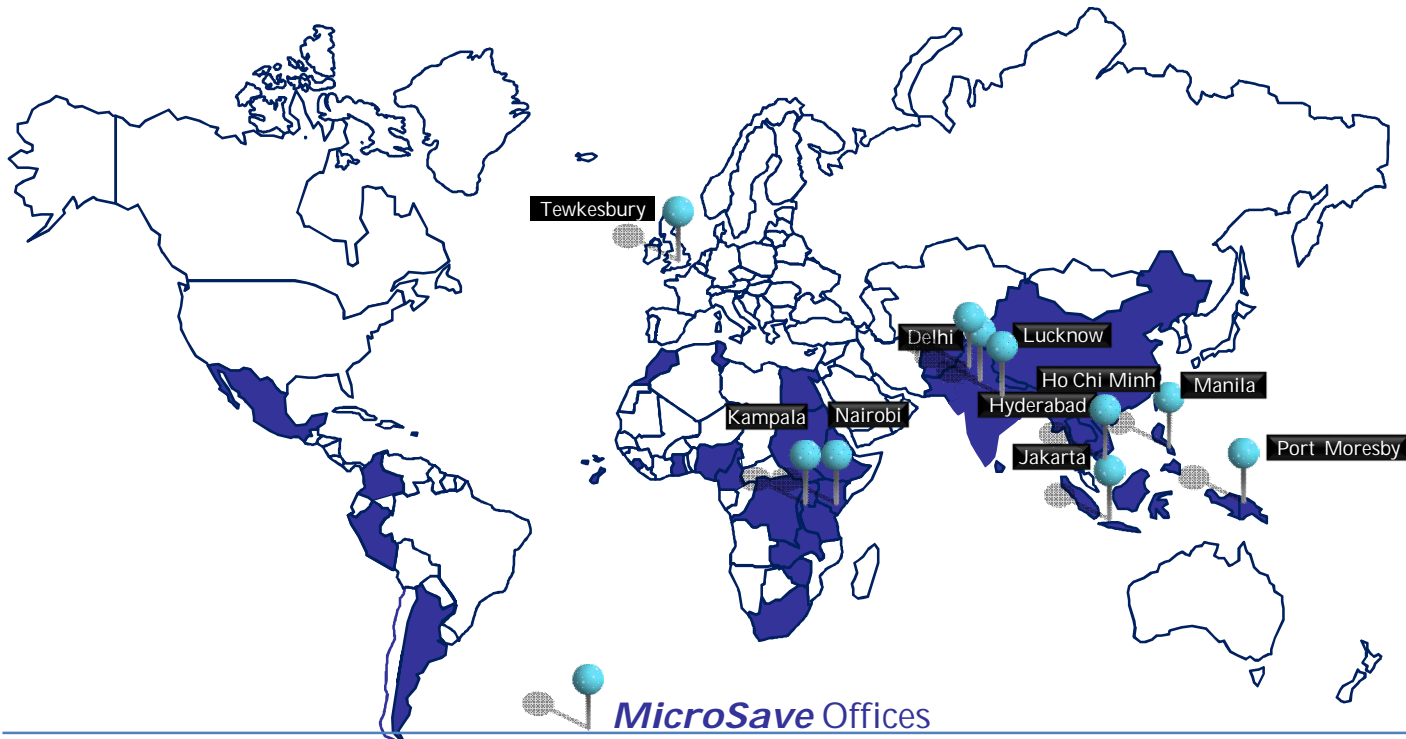 Tewkesbury
Delhi
Lucknow
Ho Chi Minh
Manila
Hyderabad
Kampala
Nairobi
Jakarta
Port Moresby
MicroSave Offices